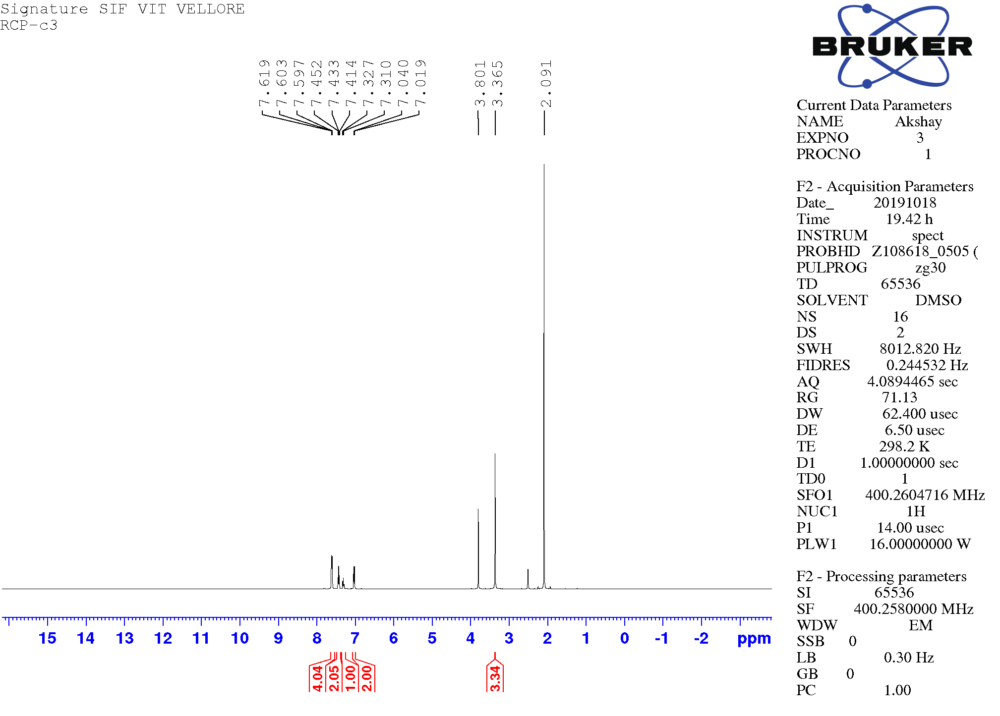 Signature SIF VIT VELLORE
RCP-c3
7.619
7.603
7.597
7.452
7.433
7.414
7.327
7.310
7.040
7.019
3.801
3.365
2.091
15 14 13 12 11 10 9 8 7 6 5 4 3 2 1 0 -1 -2 ppm
4.04
2.05
1.00
2.00
3.34
BRUKER
Current Data Parameters
NAME Akshay
EXPNO 3
PROCNO 1
F2 - Acquisition Parameters
Date_ 20191018
Time 19.42 h
INSTRUM spect
PROBHD Z108618_0505 (
PULPROG zg30
TD 65536
SOLVENT DMSO
NS 16
DS 2
SWH 8012.820 Hz
FIDRES 0.244532 Hz
AQ 4.0894465 sec
RG 71.13
DW 62.400 usec
DE 6.50 usec
TE 298.2 K
D1 1.00000000 sec
TD0 1
SFO1 400.2604716 MHz
NUC1 1H
P1 14.00 usec
PLW1 16.00000000 W
F2 - Processing parameters
SI 65536
SF 400.2580000 MHz
WDW EM
SSB 0
LB 0.30 Hz
GB 0
PC 1.00